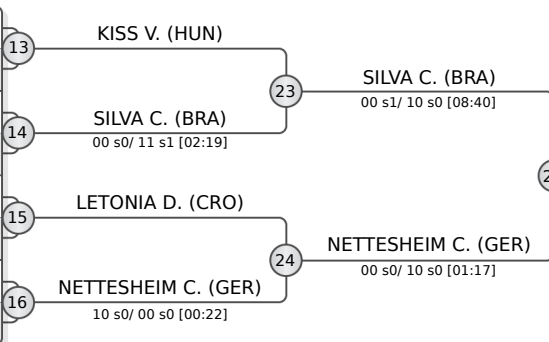 KISS V. (HUN)
13
23
SILVA C. (BRA)
00 s1/ 10 s0 [08:40]
SILVA C. (BRA)
14
00 s0/ 11 s1 [02:19]
LETONIA D. (CRO)
15
24
NETTESHEIM C. (GER)
00 s0/ 10 s0 [01:17]
NETTESHEIM C. (GER)
16
10 s0/ 00 s0 [00:22]